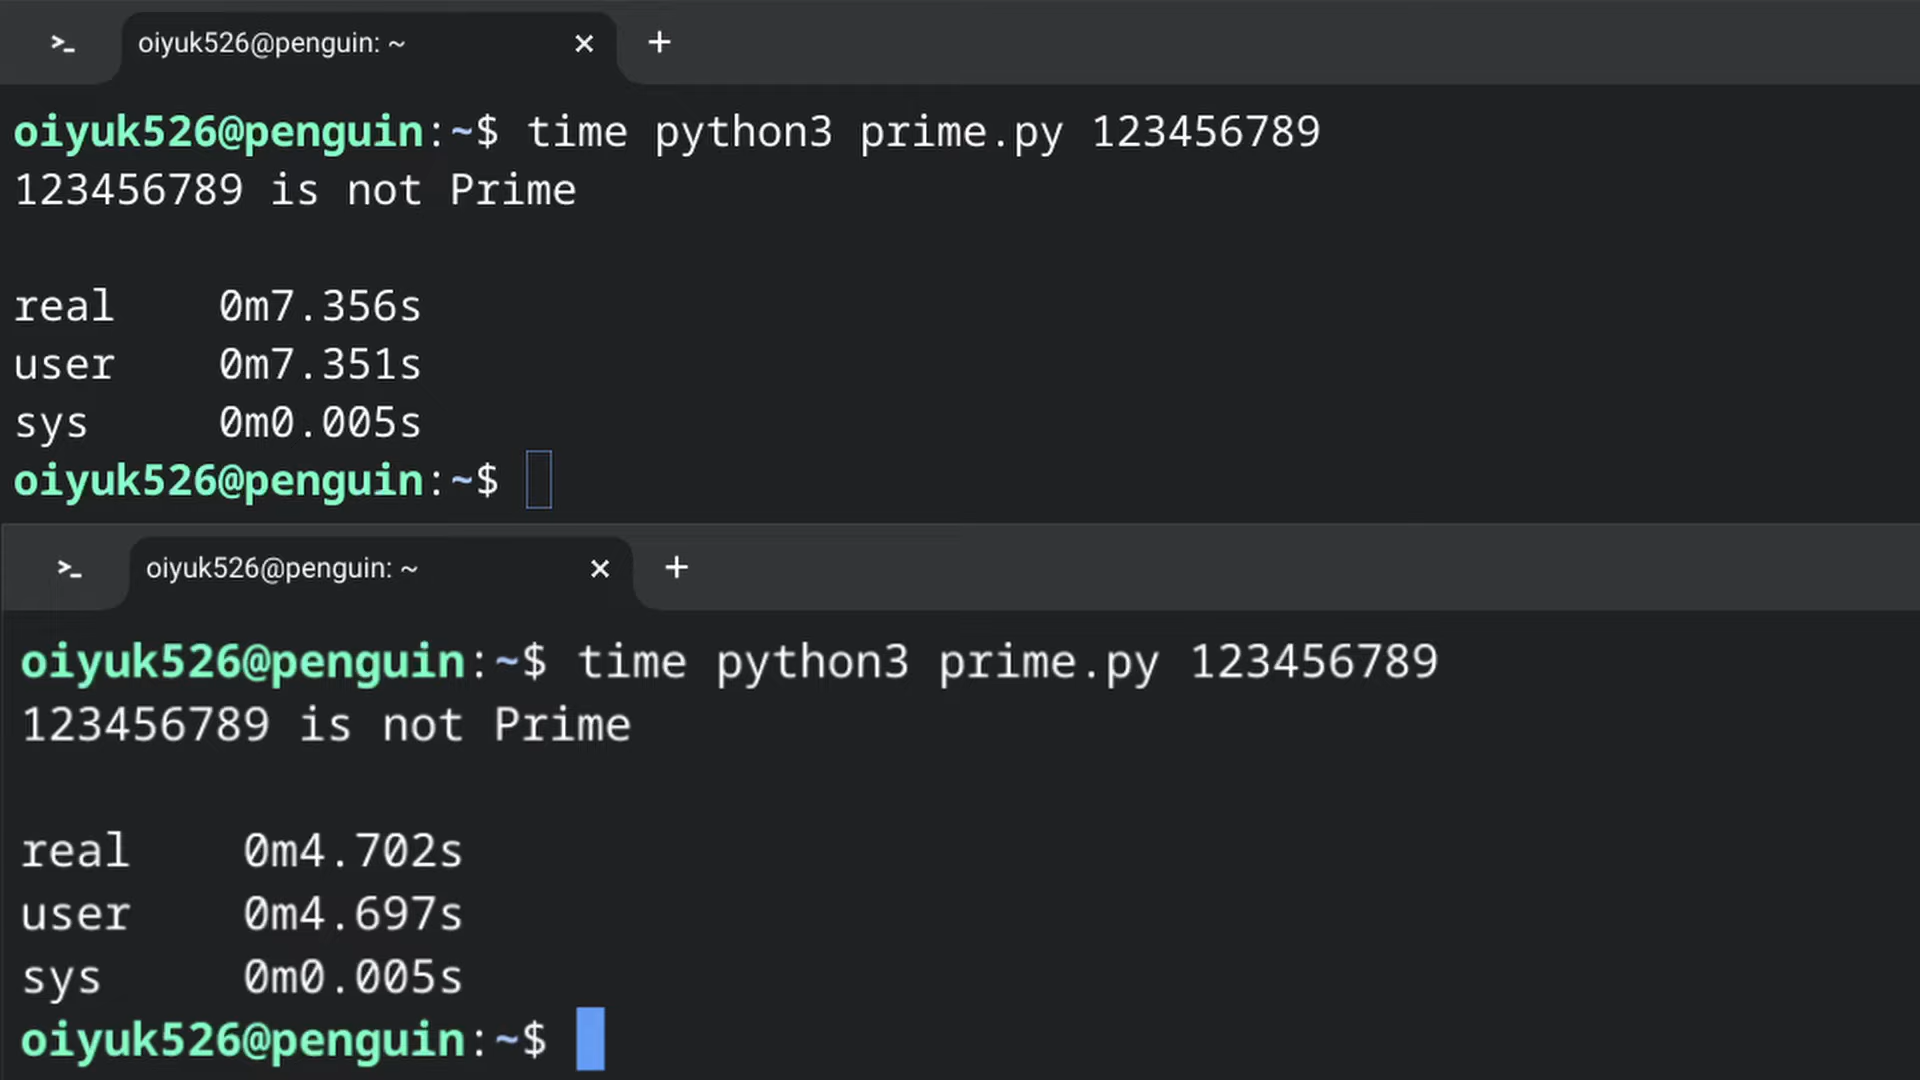 >_ oiyuk526@penguin: ~ × +
oiyuk526@penguin:~$ time python3 prime.py 123456789
123456789 is not Prime
real 0m7.356s
user 0m7.351s
sys 0m0.005s
oiyuk526@penguin:~$
>_ oiyuk526@penguin: ~ × +
oiyuk526@penguin:~$ time python3 prime.py 123456789
123456789 is not Prime
real 0m4.702s
user 0m4.697s
sys 0m0.005s
oiyuk526@penguin:~$